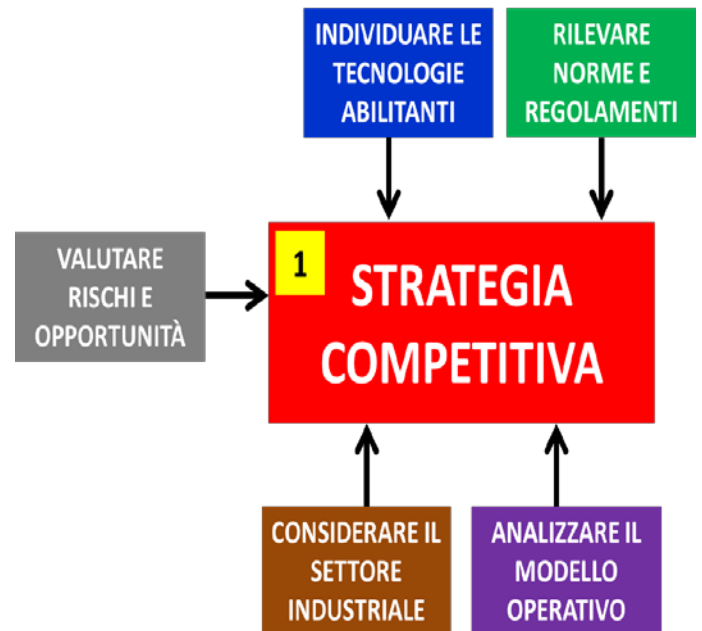 INDIVIDUARE LE
TECNOLOGIE
ABILITANTI
RILEVARE
NORME E
REGOLAMENTI
VALUTARE
RISCHI E
OPPORTUNITÀ
1
STRATEGIA
COMPETITIVA
CONSIDERARE IL
SETTORE
INDUSTRIALE
ANALIZZARE IL
MODELLO
OPERATIVO